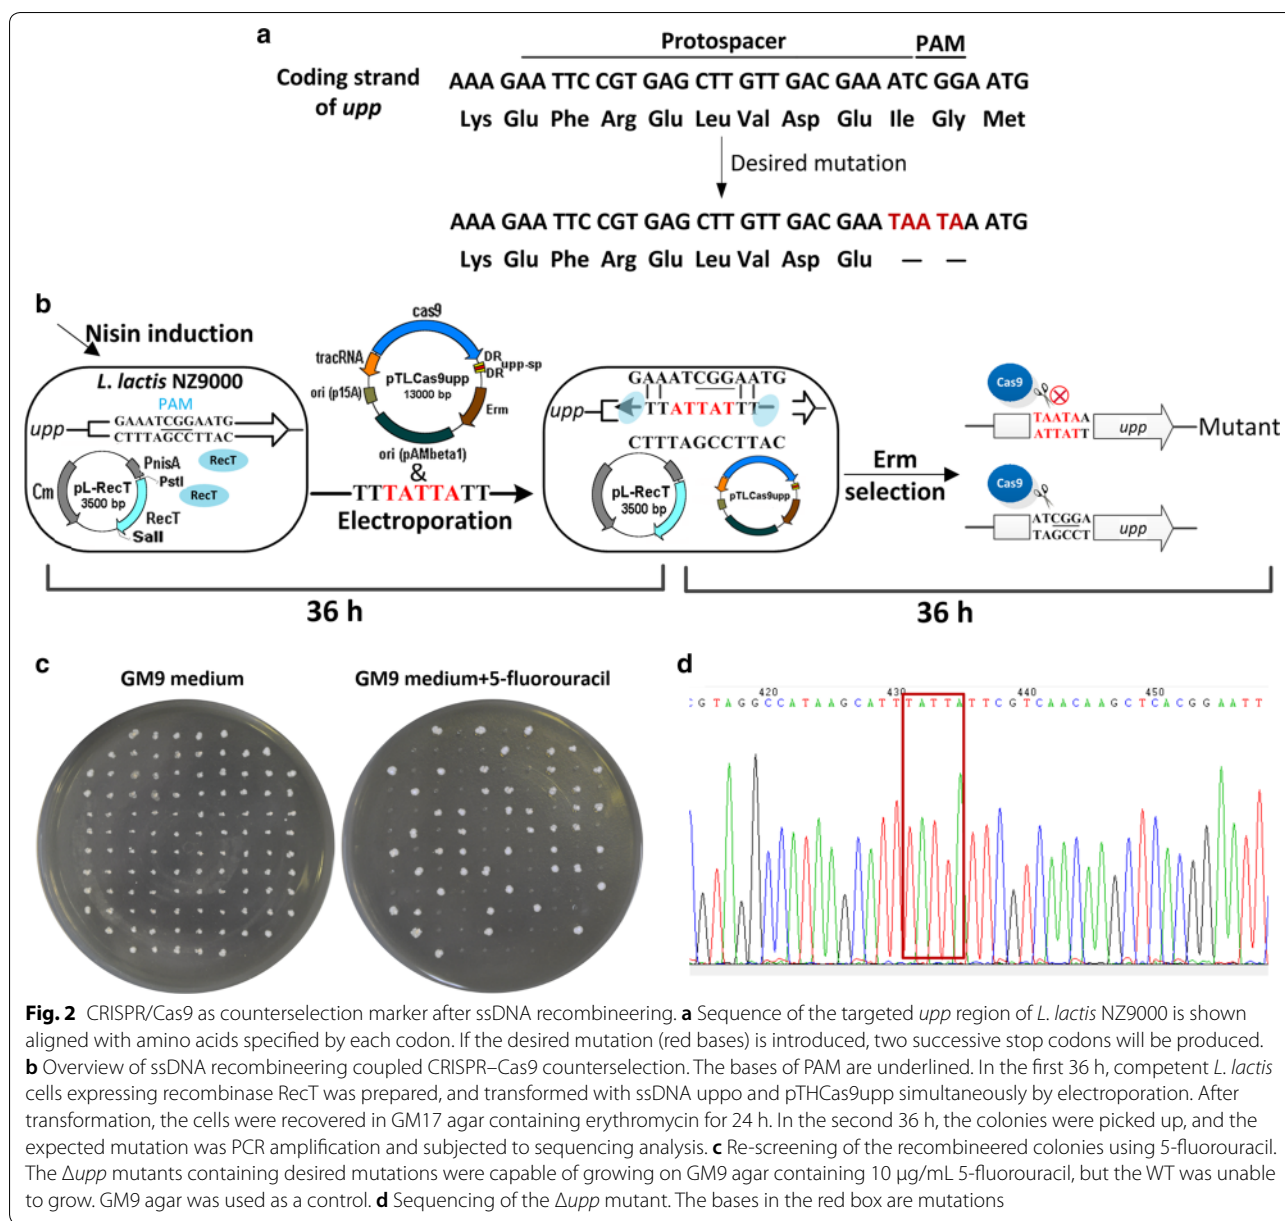 a
Protospacer PAM
Coding strand of upp
AAA GAA TTC CGT GAG CTT GTT GAC GAA ATC GGA ATG
Lys Glu Phe Arg Glu Leu Val Asp Glu Ile Gly Met
Desired mutation
AAA GAA TTC CGT GAG CTT GTT GAC GAA TAA TAA ATG
Lys Glu Phe Arg Glu Leu Val Asp Glu — —
b
Nisin induction
L. lactis NZ9000
PAM
upp
GAAATCGGAATG
CTTTAGCCTTAC
PnisA
PstI
RecT
RecT
Cm
pL-RecT
3500 bp
RecT
SalI
cas9
tracRNA
DR
upp-sp
DR
pTLCas9upp
13000 bp
ori (p15A)
Erm
ori (pAMbeta1)
&
TTTATTATT
Electroporation
GAAATCGGAATG
upp
TTATTATTT
CTTTAGCCTTAC
pL-RecT
3500 bp
pTLCas9upp
Erm
selection
Cas9
TAATAA
ATTATT
upp
Mutant
Cas9
ATCGGA
TAGCCT
upp
36 h
36 h
c
GM9 medium
GM9 medium+5-fluorouracil
d
420 430 440 450
CGTAGGCCATAAGCATTTATTATTCGTCAACAAGCTCACGGAATT
Fig. 2 CRISPR/Cas9 as counterselection marker after ssDNA recombineering. a Sequence of the targeted upp region of L. lactis NZ9000 is shown
aligned with amino acids specified by each codon. If the desired mutation (red bases) is introduced, two successive stop codons will be produced.
b Overview of ssDNA recombineering coupled CRISPR–Cas9 counterselection. The bases of PAM are underlined. In the first 36 h, competent L. lactis
cells expressing recombinase RecT was prepared, and transformed with ssDNA uppo and pTHCas9upp simultaneously by electroporation. After
transformation, the cells were recovered in GM17 agar containing erythromycin for 24 h. In the second 36 h, the colonies were picked up, and the
expected mutation was PCR amplification and subjected to sequencing analysis. c Re-screening of the recombineered colonies using 5-fluorouracil.
The Δupp mutants containing desired mutations were capable of growing on GM9 agar containing 10 μg/mL 5-fluorouracil, but the WT was unable
to grow. GM9 agar was used as a control. d Sequencing of the Δupp mutant. The bases in the red box are mutations